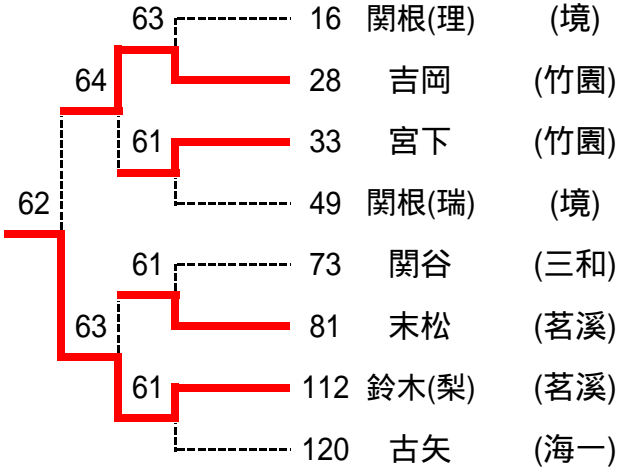 63
16 関根(理) (境)
64
28 吉岡 (竹園)
61
33 宮下 (竹園)
62
49 関根(瑞) (境)
61
73 関谷 (三和)
63
81 末松 (茗溪)
61
112 鈴木(梨) (茗溪)
120 古矢 (海一)